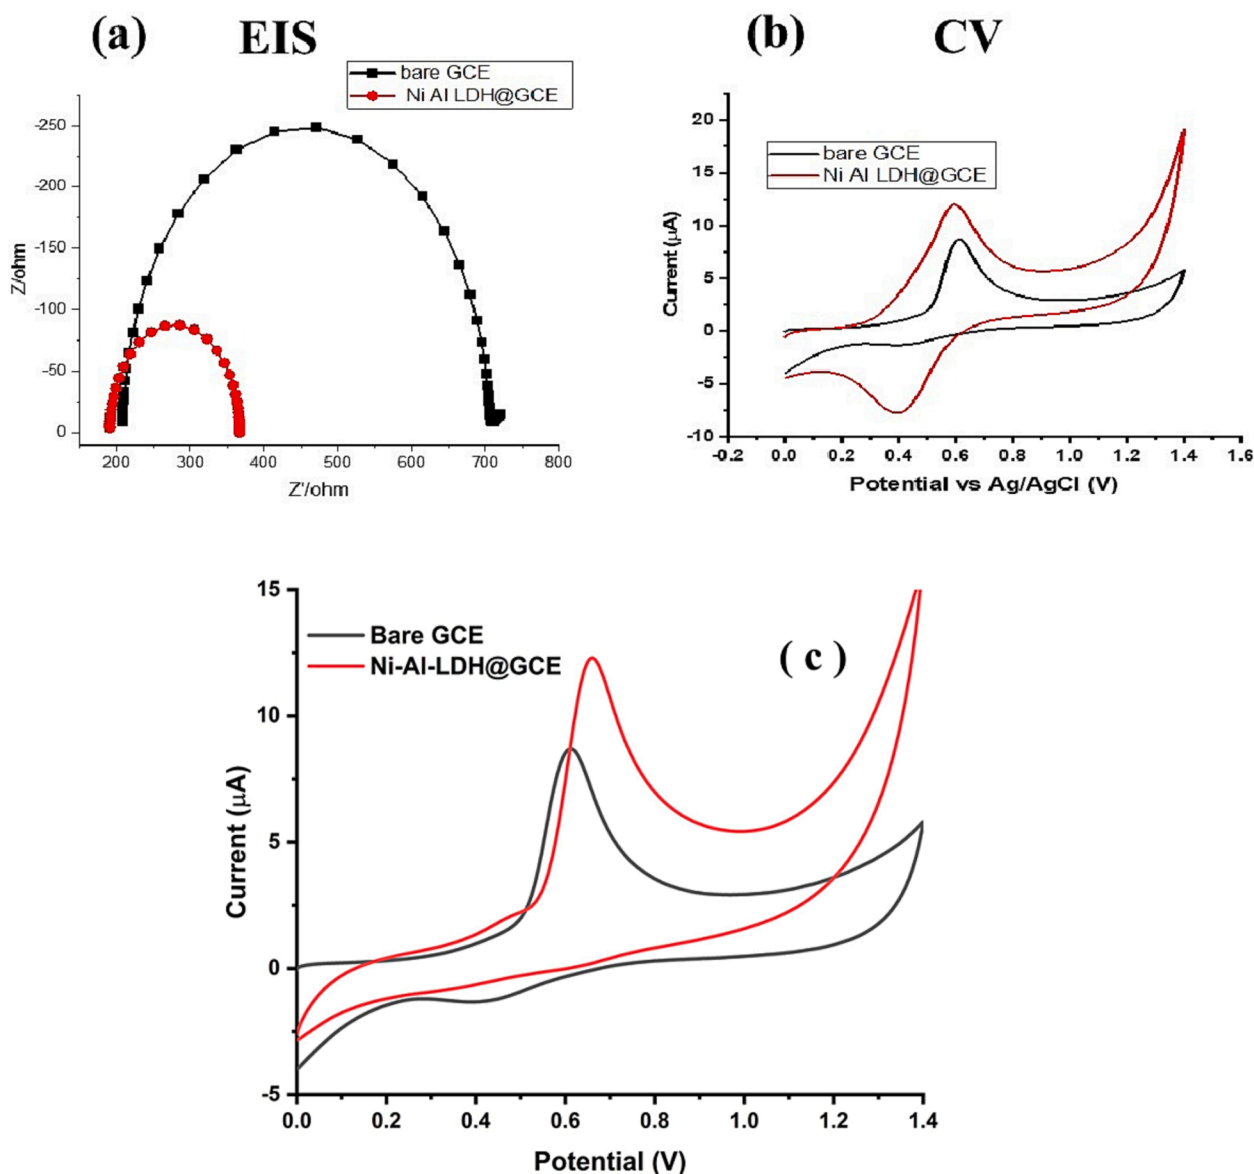 (a) EIS
bare GCE
Ni Al LDH@GCE
Z/ohm
-250
-200
-150
-100
-50
0
200 300 400 500 600 700 800
Z'/ohm
(b) CV
bare GCE
Ni Al LDH@GCE
Current (µA)
20
15
10
5
0
-5
-10
-0.2 0.0 0.2 0.4 0.6 0.8 1.0 1.2 1.4 1.6
Potential vs Ag/AgCl (V)
( c )
Bare GCE
Ni-Al-LDH@GCE
Current (µA)
15
10
5
0
-5
0.0 0.2 0.4 0.6 0.8 1.0 1.2 1.4
Potential (V)